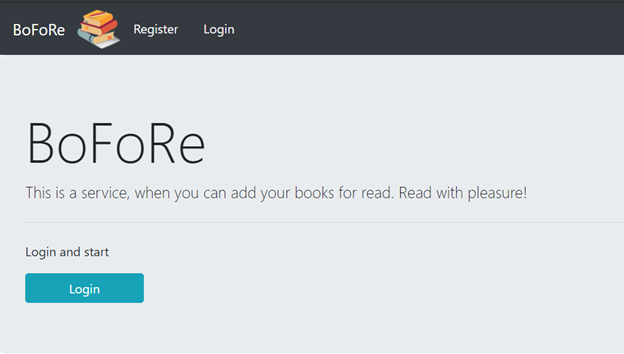 BoFoRe Register Login
BoFoRe
This is a service, when you can add your books for read. Read with pleasure!
Login and start
Login